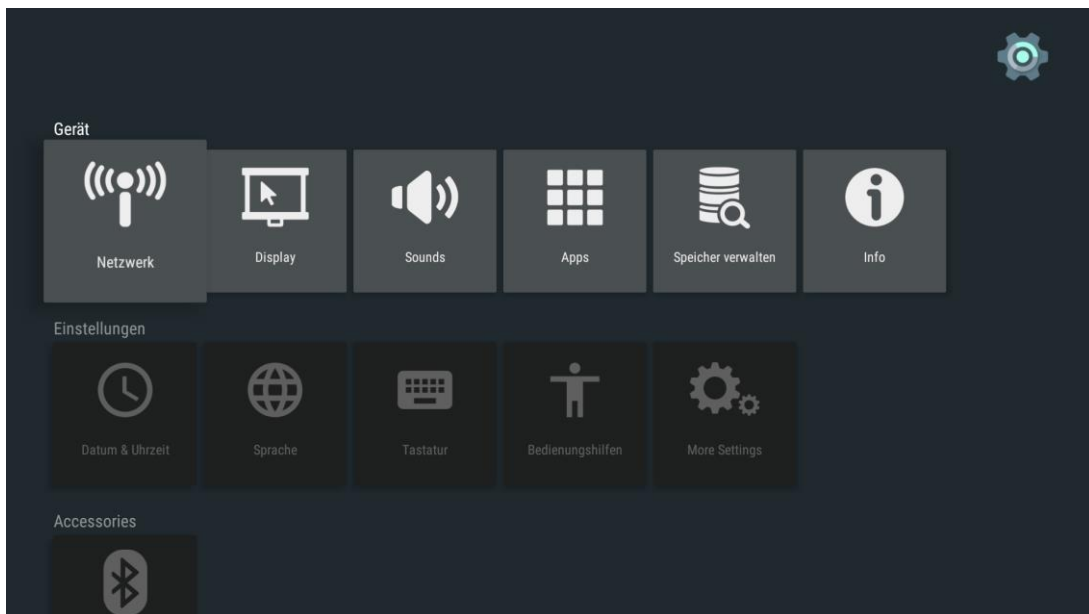 Gerät
Netzwerk
Display
Sounds
Apps
Speicher verwalten
Info
Einstellungen
Datum & Uhrzeit
Sprache
Tastatur
Bedienungshilfen
More Settings
Accessories